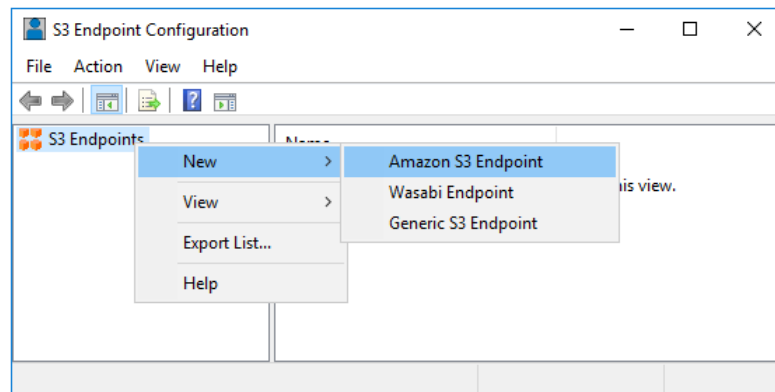 S3 Endpoint Configuration
File Action View Help
S3 Endpoints
New
View
Export List...
Help
Amazon S3 Endpoint
Wasabi Endpoint
Generic S3 Endpoint
view.